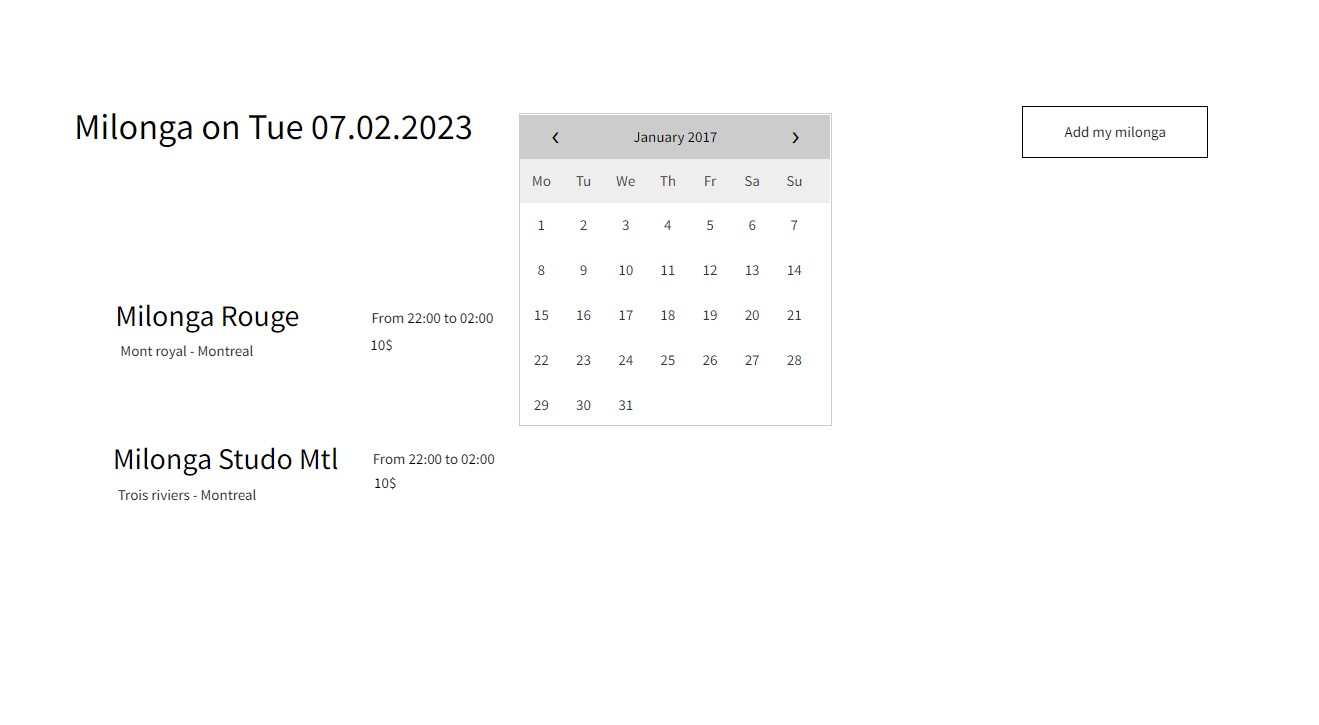 Milonga on Tue 07.02.2023
Add my milonga
‹ January 2017 ›
Mo Tu We Th Fr Sa Su
1 2 3 4 5 6 7
8 9 10 11 12 13 14
15 16 17 18 19 20 21
22 23 24 25 26 27 28
29 30 31
Milonga Rouge
From 22:00 to 02:00
Mont royal - Montreal
10$
Milonga Studo Mtl
From 22:00 to 02:00
10$
Trois riviers - Montreal